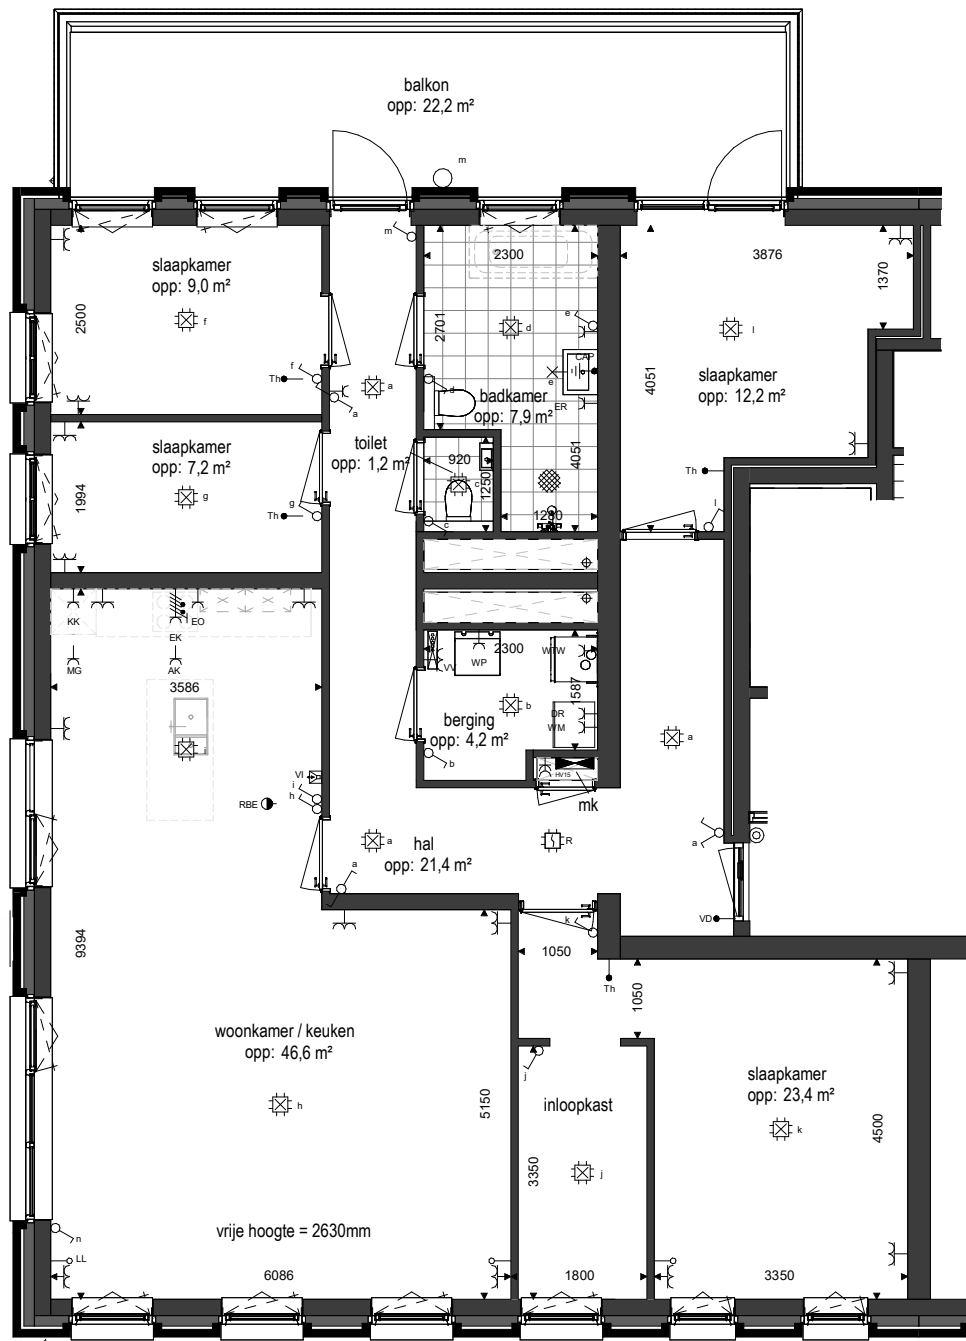 balkon
opp: 22,2 m²
m
m
slaapkamer
opp: 9,0 m²
f
2500
f
Th
a
a
2300
2701
d
e
e
CAP
ER
d
badkamer
opp: 7,9 m²
4051
1280
3876
1370
l
4051
slaapkamer
opp: 12,2 m²
Th
l
slaapkamer
opp: 7,2 m²
g
1994
g
Th
toilet
opp: 1,2 m²
920
1250
c
c
KK
EO
EK
MG
AK
3586
i
VI
i
h
RBE
2300
VV
WP
WTW
1587
b
DR
WM
berging
opp: 4,2 m²
b
HV15
mk
a
a
VD
hal
opp: 21,4 m²
a
a
R
k
1050
Th
1050
9394
woonkamer / keuken
opp: 46,6 m²
h
5150
j
inloopkast
3350
j
slaapkamer
opp: 23,4 m²
k
4500
vrije hoogte = 2630mm
n
LL
6086
1800
3350